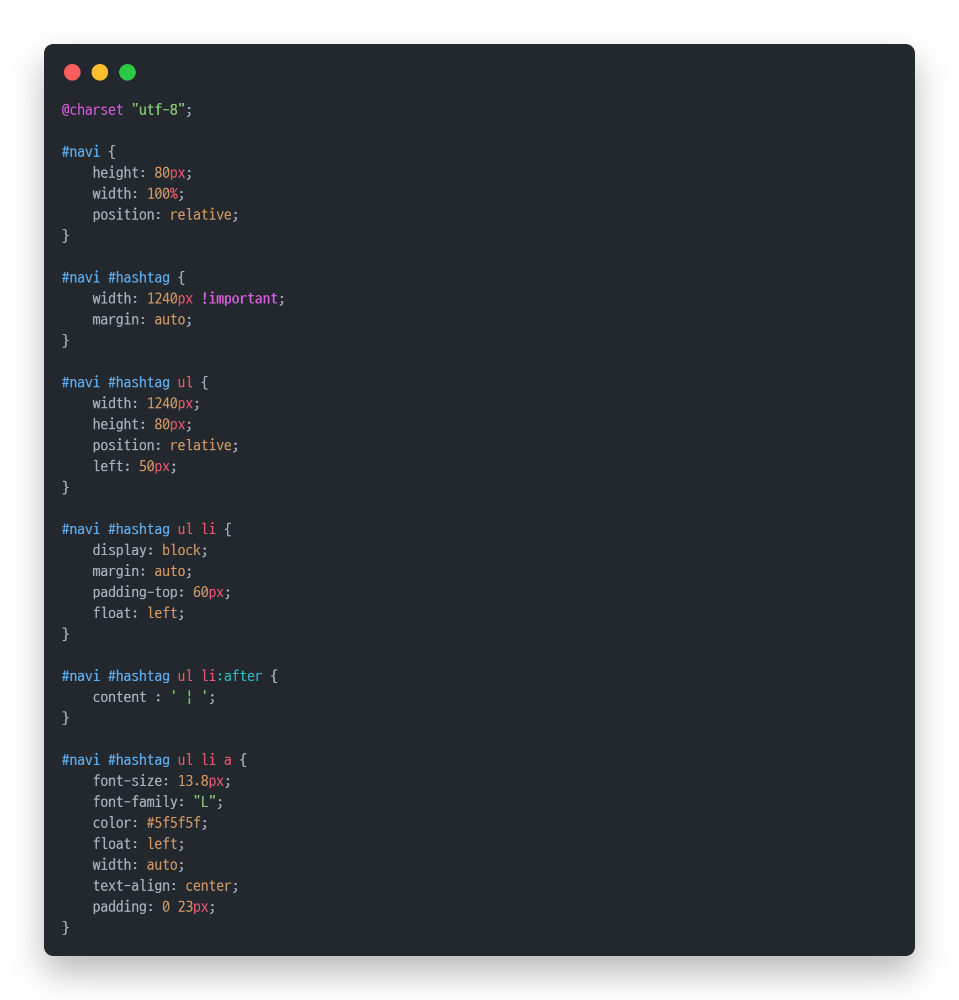 @charset "utf-8";

#navi {
    height: 80px;
    width: 100%;
    position: relative;
}

#navi #hashtag {
    width: 1240px !important;
    margin: auto;
}

#navi #hashtag ul {
    width: 1240px;
    height: 80px;
    position: relative;
    left: 50px;
}

#navi #hashtag ul li {
    display: block;
    margin: auto;
    padding-top: 60px;
    float: left;
}

#navi #hashtag ul li:after {
    content : ' ¦ ';
}

#navi #hashtag ul li a {
    font-size: 13.8px;
    font-family: "L";
    color: #5f5f5f;
    float: left;
    width: auto;
    text-align: center;
    padding: 0 23px;
}